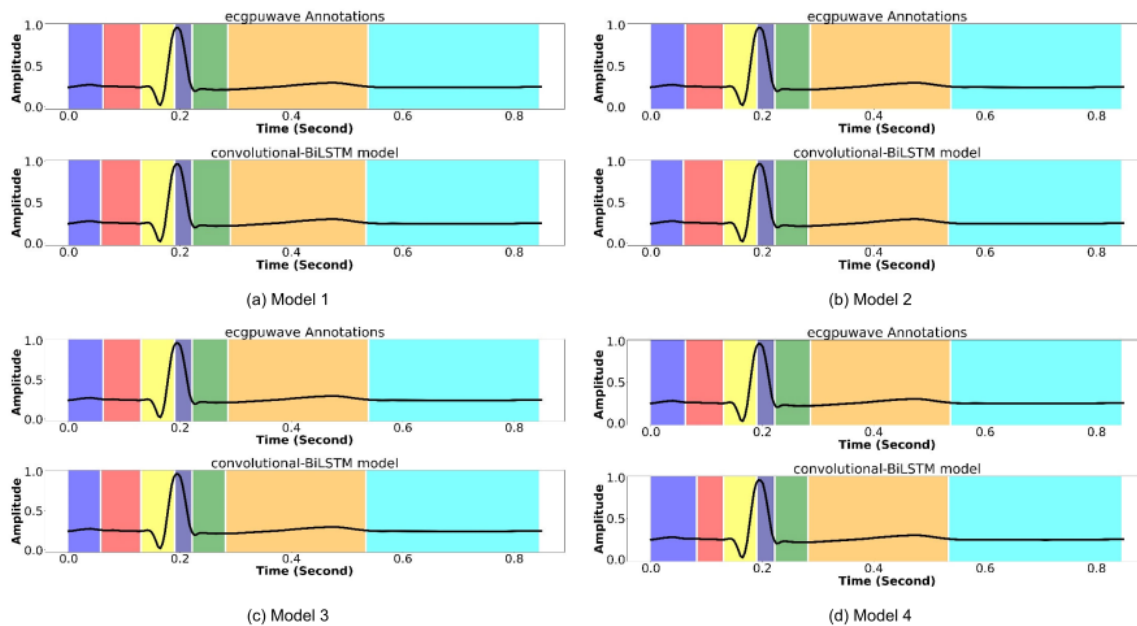 ecgpuwave Annotations
Amplitude
1.0
0.5
0.0
0.0 0.2 0.4 0.6 0.8
Time (Second)
convolutional-BiLSTM model
Amplitude
1.0
0.5
0.0
0.0 0.2 0.4 0.6 0.8
Time (Second)
(a) Model 1
ecgpuwave Annotations
Amplitude
1.0
0.5
0.0
0.0 0.2 0.4 0.6 0.8
Time (Second)
convolutional-BiLSTM model
Amplitude
1.0
0.5
0.0
0.0 0.2 0.4 0.6 0.8
Time (Second)
(b) Model 2
ecgpuwave Annotations
Amplitude
1.0
0.5
0.0
0.0 0.2 0.4 0.6 0.8
Time (Second)
convolutional-BiLSTM model
Amplitude
1.0
0.5
0.0
0.0 0.2 0.4 0.6 0.8
Time (Second)
(c) Model 3
ecgpuwave Annotations
Amplitude
1.0
0.5
0.0
0.0 0.2 0.4 0.6 0.8
Time (Second)
convolutional-BiLSTM model
Amplitude
1.0
0.5
0.0
0.0 0.2 0.4 0.6 0.8
Time (Second)
(d) Model 4